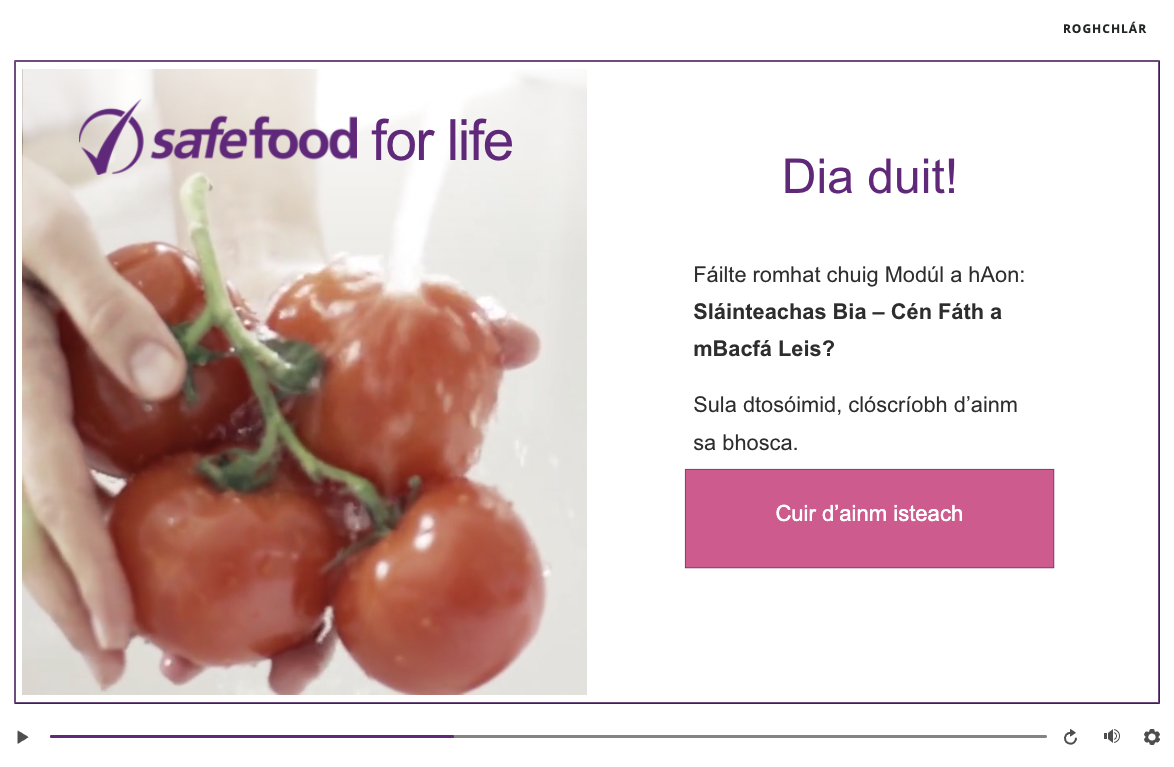 ROGHCHLÁR
safefood for life
Dia duit!
Fáilte romhat chuig Modúl a hAon:
Sláinteachas Bia – Cén Fáth a
mBacfá Leis?
Sula dtosóimid, clóscríobh d’ainm
sa bhosca.
Cuir d’ainm isteach